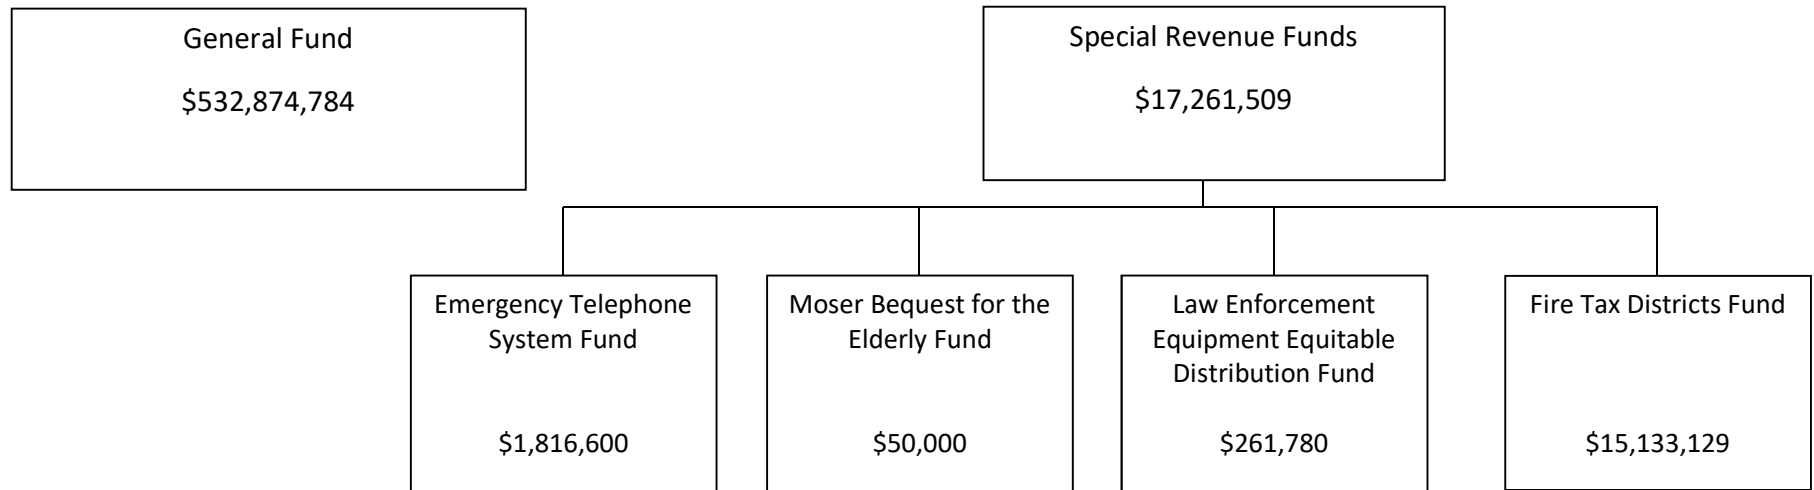 General Fund
$532,874,784
Special Revenue Funds
$17,261,509
Emergency Telephone
System Fund
$1,816,600
Moser Bequest for the
Elderly Fund
$50,000
Law Enforcement
Equipment Equitable
Distribution Fund
$261,780
Fire Tax Districts Fund
$15,133,129